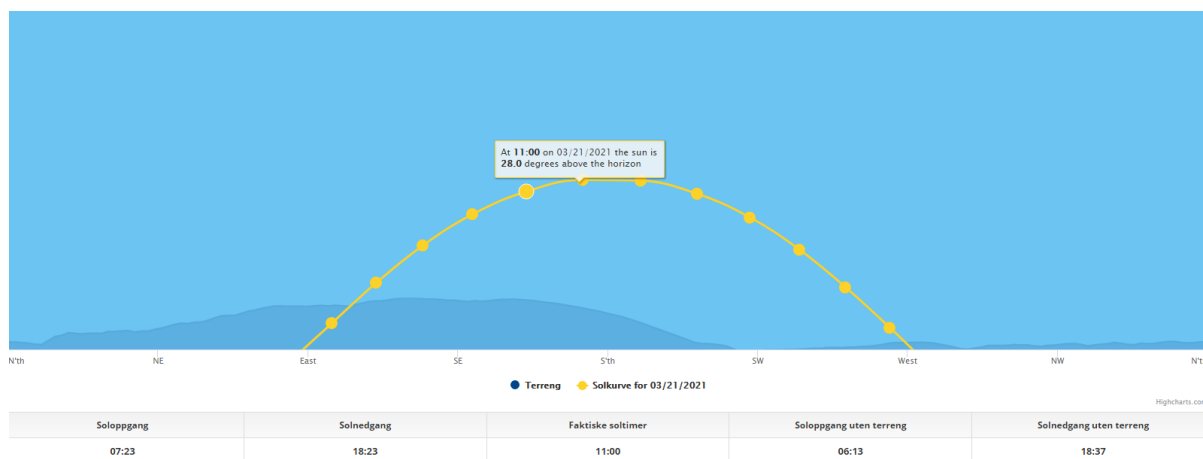 At 11:00 on 03/21/2021 the sun is
28.0 degrees above the horizon
N'th NE East SE S'th SW West NW N't
Terreng Solkurve for 03/21/2021
Highcharts.co
Soloppgang Solnedgang Faktiske soltimer Soloppgang uten terreng Solnedgang uten terreng
07:23 18:23 11:00 06:13 18:37